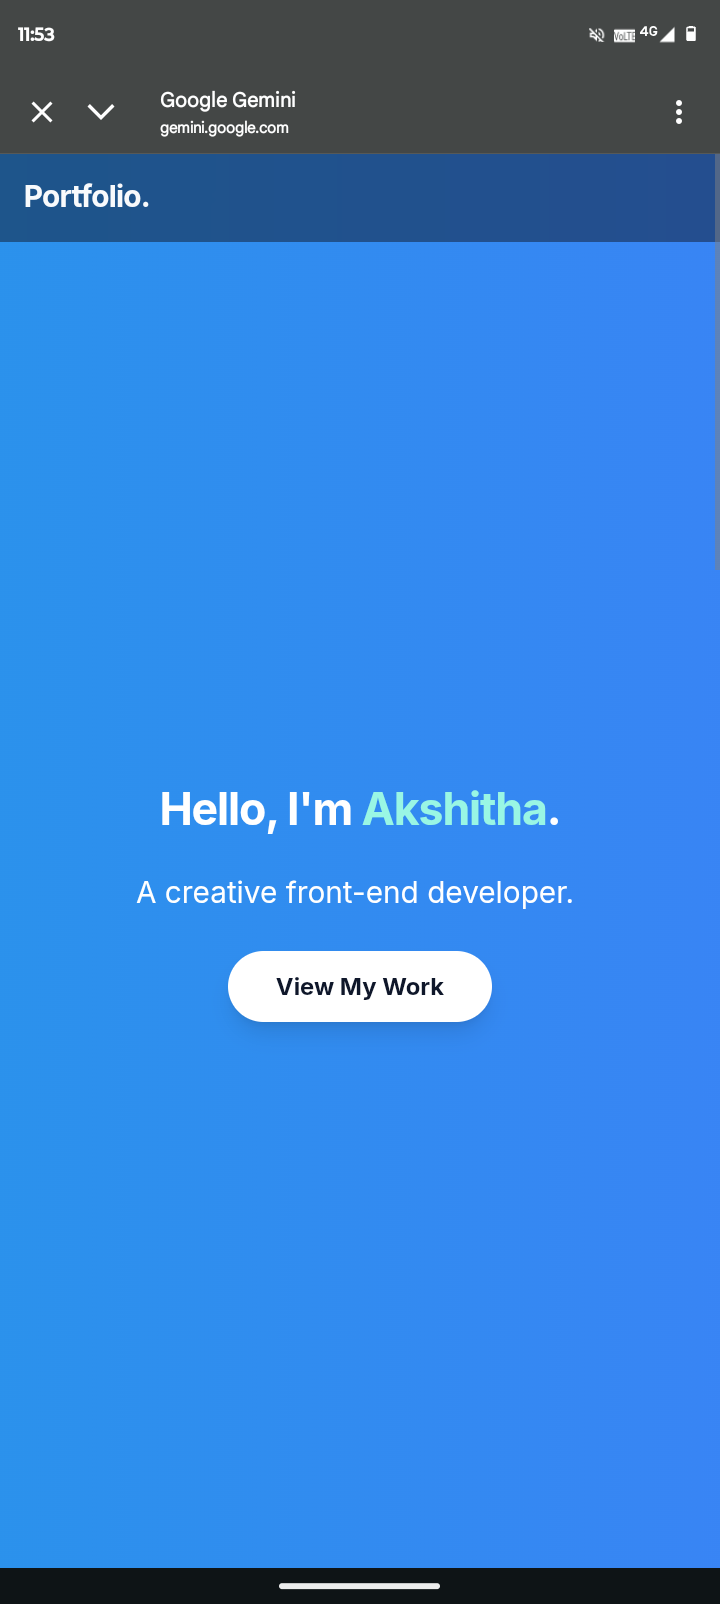 11:53
VoLTE 4G
Google Gemini
gemini.google.com
Portfolio.
Hello, I'm Akshitha.
A creative front-end developer.
View My Work